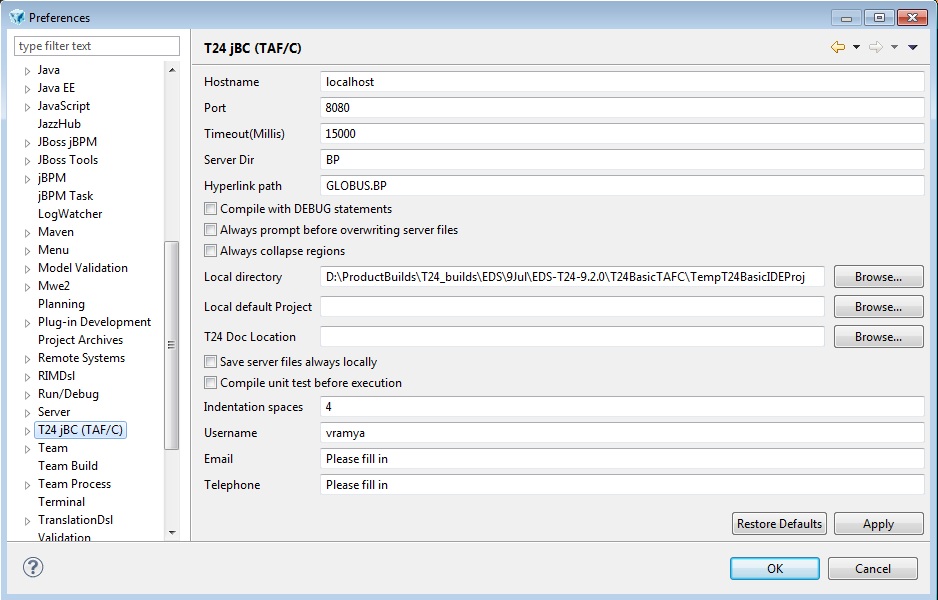 Preferences
type filter text
Java
Java EE
JavaScript
JazzHub
JBoss jBPM
JBoss Tools
jBPM
jBPM Task
LogWatcher
Maven
Menu
Model Validation
Mwe2
Planning
Plug-in Development
Project Archives
Remote Systems
RIMDsl
Run/Debug
Server
T24 jBC (TAF/C)
Team
Team Build
Team Process
Terminal
TranslationDsl
Validation
T24 jBC (TAF/C)
Hostname localhost
Port 8080
Timeout(Millis) 15000
Server Dir BP
Hyperlink path GLOBUS.BP
Compile with DEBUG statements
Always prompt before overwriting server files
Always collapse regions
Local directory D:\ProductBuilds\T24_builds\EDS\9Jul\EDS-T24-9.2.0\T24BasicTAFC\TempT24BasicIDEProj Browse...
Local default Project Browse...
T24 Doc Location Browse...
Save server files always locally
Compile unit test before execution
Indentation spaces 4
Username vramya
Email Please fill in
Telephone Please fill in
Restore Defaults Apply
? OK Cancel